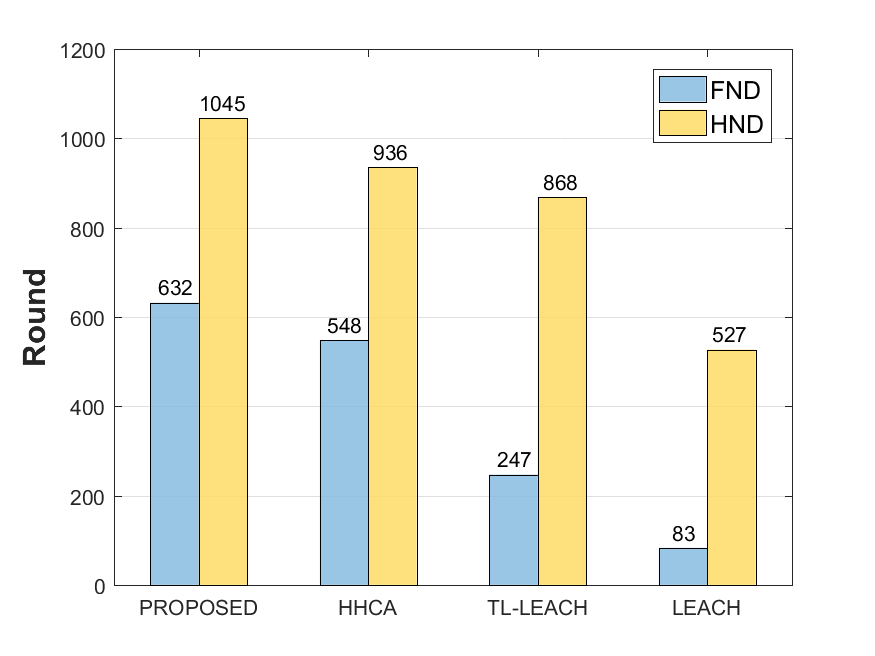 1200
1000
800
600
400
200
0
Round
1045
936
868
632
548
527
247
83
FND
HND
PROPOSED
HHCA
TL-LEACH
LEACH